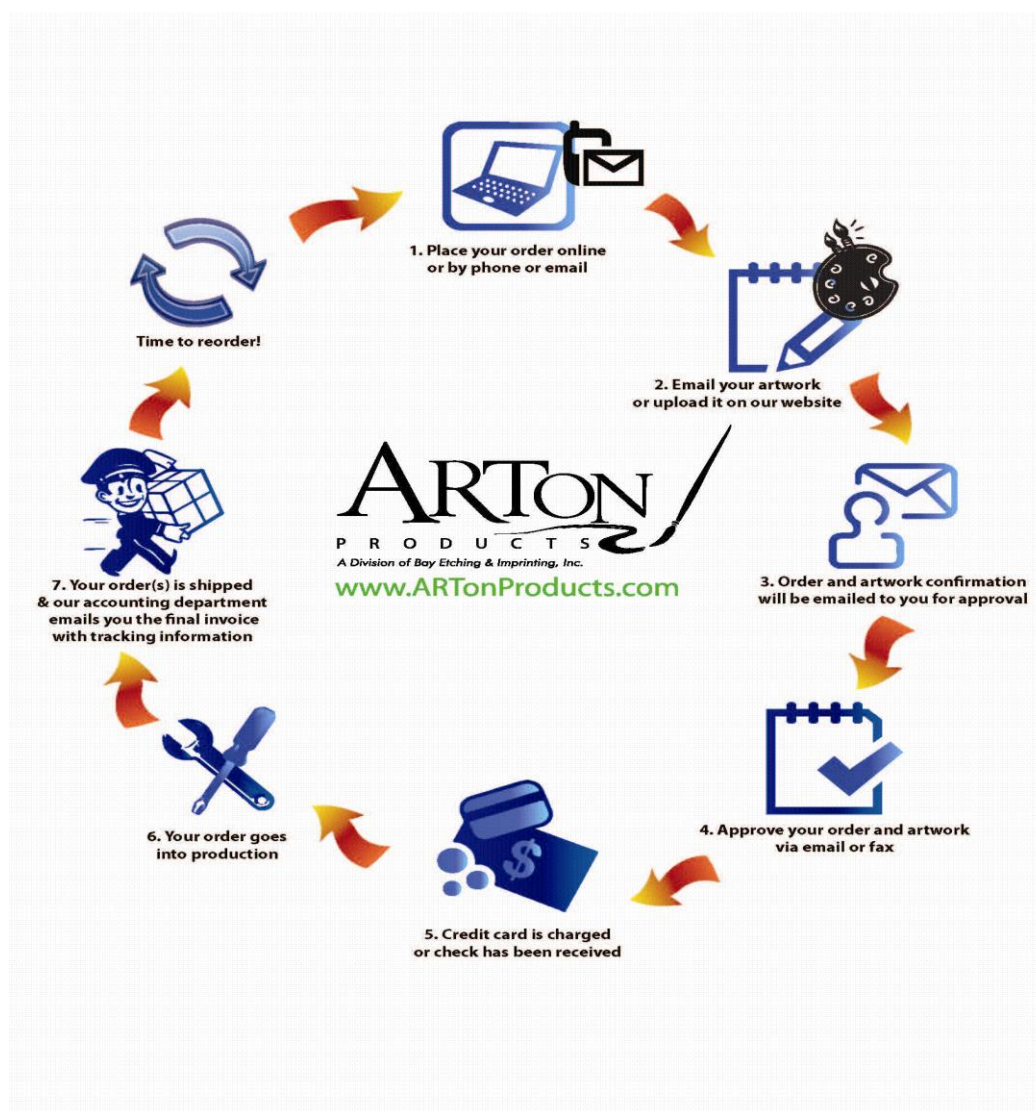 1. Place your order online
or by phone or email
2. Email your artwork
or upload it on our website
3. Order and artwork confirmation
will be emailed to you for approval
4. Approve your order and artwork
via email or fax
5. Credit card is charged
or check has been received
6. Your order goes
into production
7. Your order(s) is shipped
& our accounting department
emails you the final invoice
with tracking information
Time to reorder!
ARTON
PRODUCTS
A Division of Bay Etching & Imprinting, Inc.
www.ARTonProducts.com
$